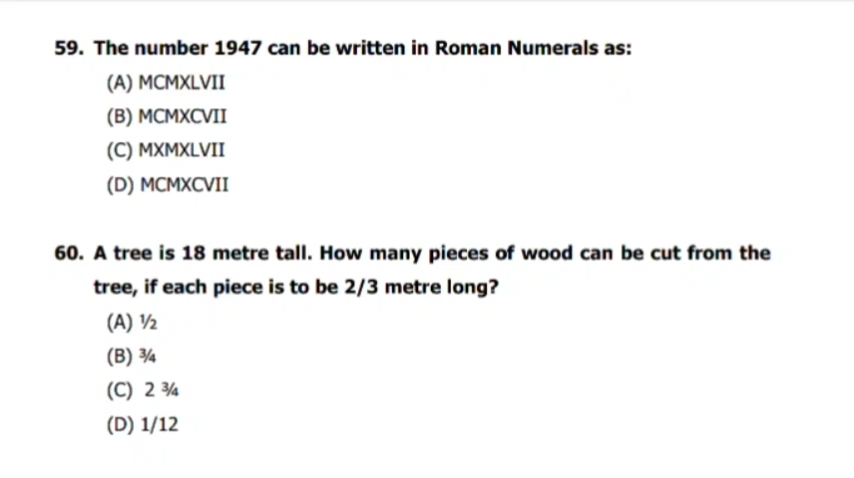 59. The number 1947 can be written in Roman Numerals as:
(A) MCMXLVII
(B) MCMXCVII
(C) MXMXLVII
(D) MCMXCVII
60. A tree is 18 metre tall. How many pieces of wood can be cut from the
tree, if each piece is to be 2/3 metre long?
(A) ½
(B) ¾
(C) 2 ¾
(D) 1/12